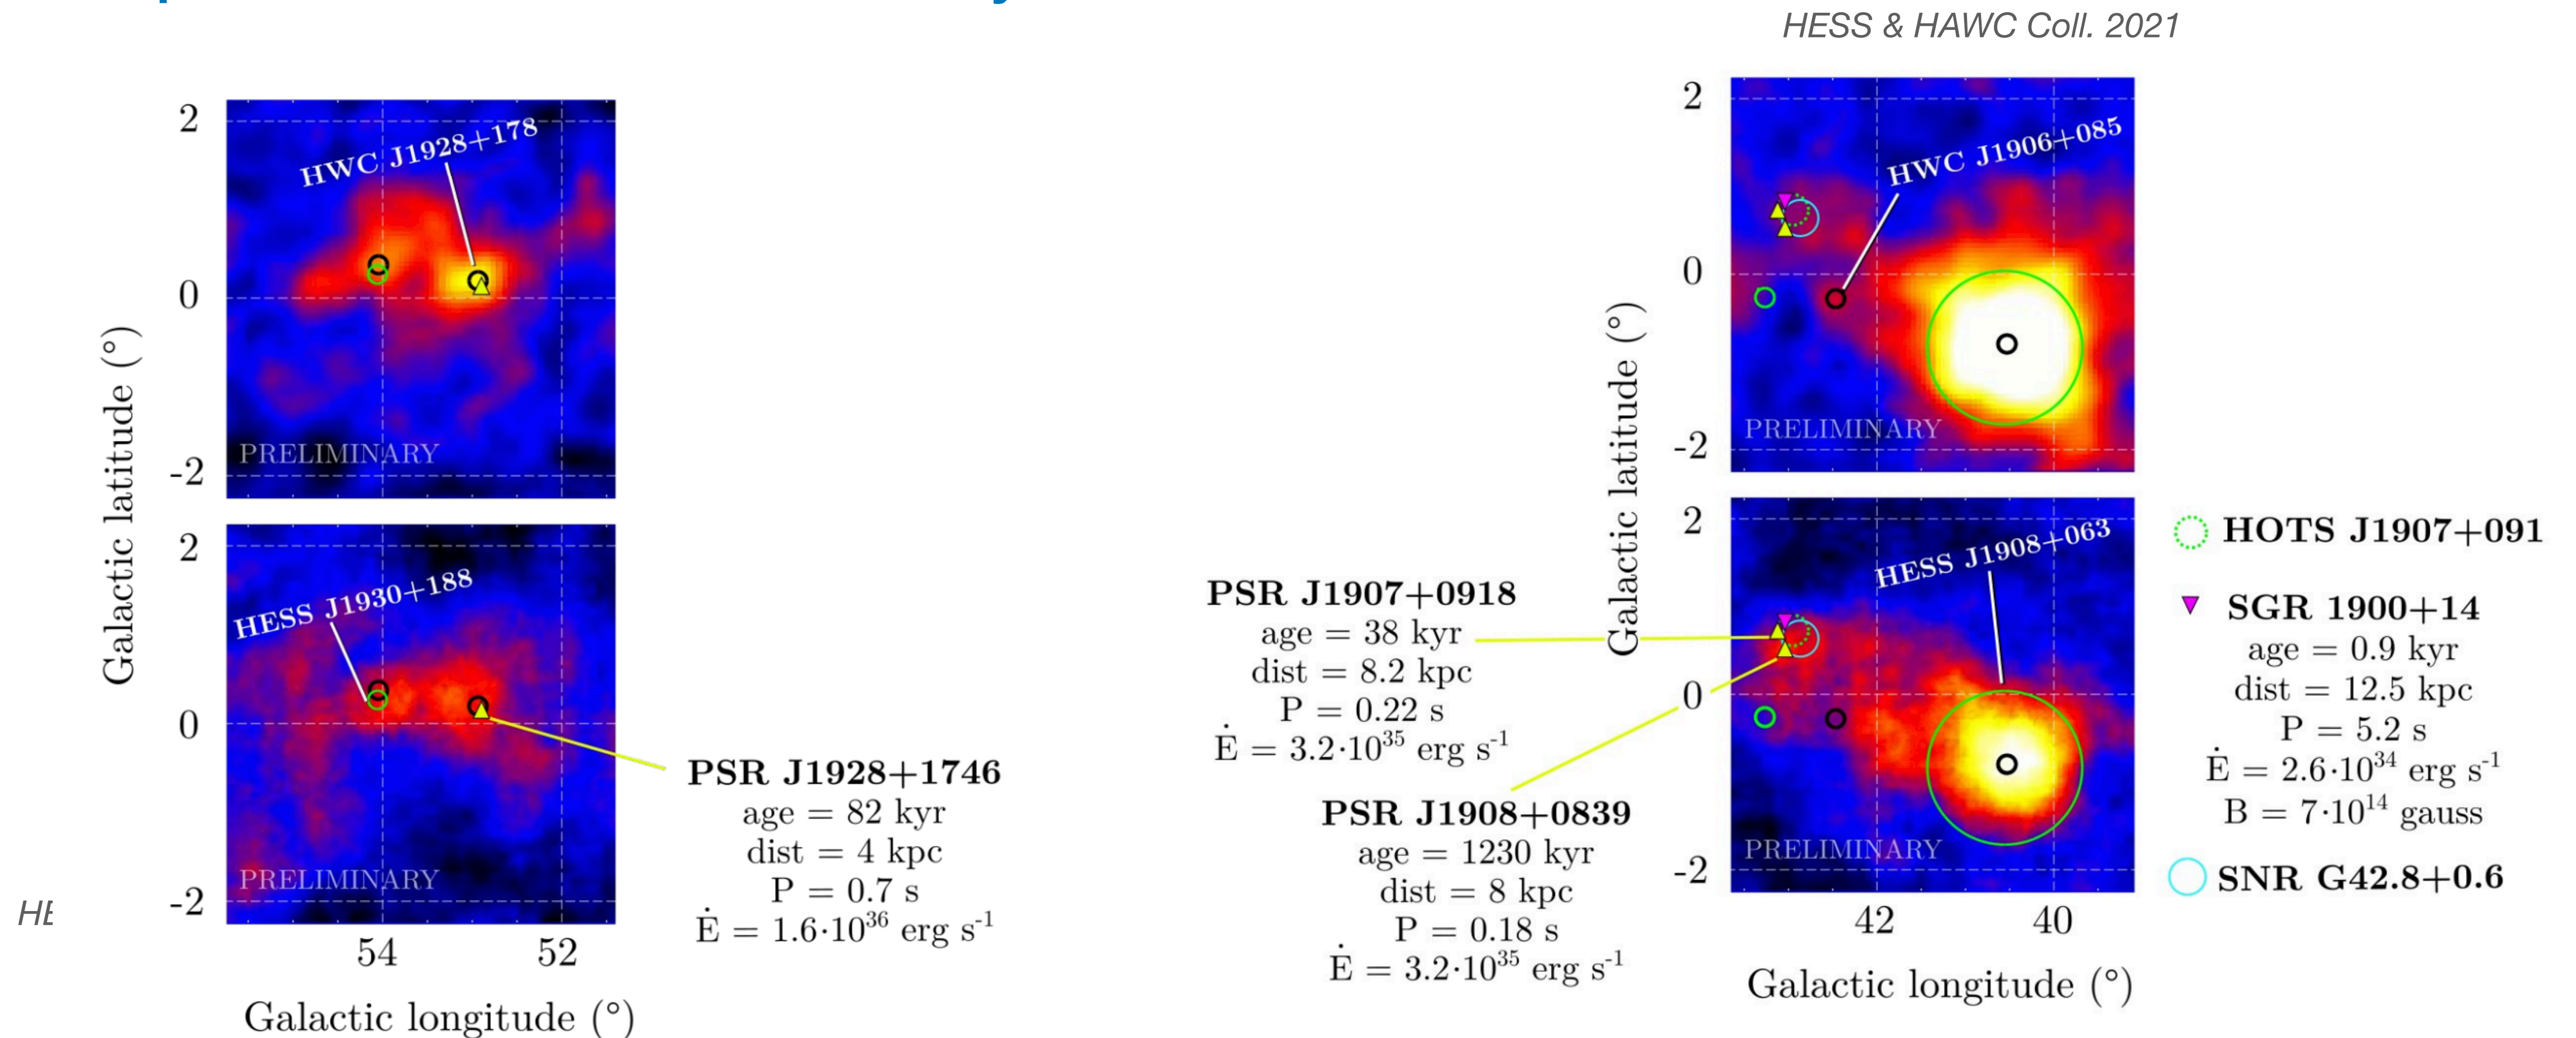 HESS & HAWC Coll. 2021
2
HWC J1928+178
0
PRELIMINARY
-2
Galactic latitude (°)
2
HESS J1930+188
0
PRELIMINARY
-2
54 52
Galactic longitude (°)
PSR J1928+1746
age = 82 kyr
dist = 4 kpc
P = 0.7 s
Ė = 1.6·10³⁶ erg s⁻¹
HE
2
HWC J1906+085
0
PRELIMINARY
-2
Galactic latitude (°)
2
HESS J1908+063
0
PRELIMINARY
-2
42 40
Galactic longitude (°)
PSR J1907+0918
age = 38 kyr
dist = 8.2 kpc
P = 0.22 s
Ė = 3.2·10³⁵ erg s⁻¹
PSR J1908+0839
age = 1230 kyr
dist = 8 kpc
P = 0.18 s
Ė = 3.2·10³⁵ erg s⁻¹
HOTS J1907+091
SGR 1900+14
age = 0.9 kyr
dist = 12.5 kpc
P = 5.2 s
Ė = 2.6·10³⁴ erg s⁻¹
B = 7·10¹⁴ gauss
SNR G42.8+0.6